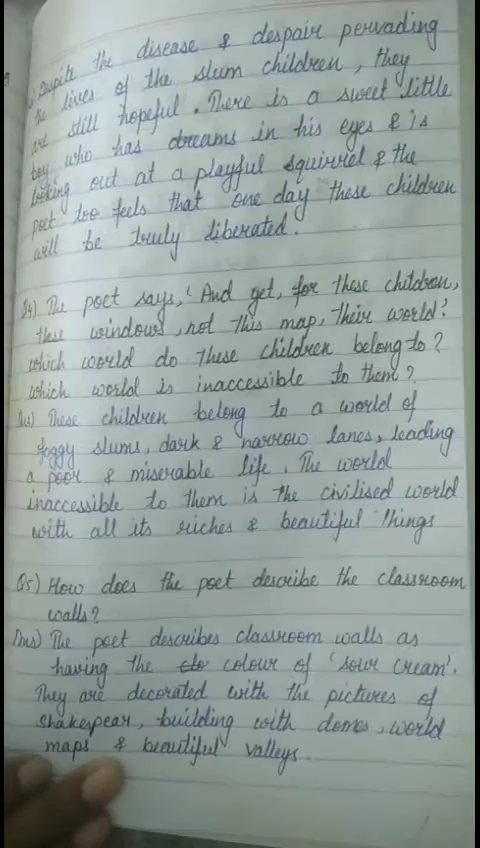 Despite the disease & despair pervading
the lives of the slum children, they
are still hopeful. There is a sweet little
boy who has dreams in his eyes & is
looking out at a playful squirrel & the
poet too feels that one day these children
will be truly liberated.
Q4) The poet says, 'And yet, for these children,
these windows, not this map, their world'.
which world do these children belong to?
which world is inaccessible to them?
Ans) These children belong to a world of
foggy slums, dark & narrow lanes, leading
a poor & miserable life. The world
inaccessible to them is the civilised world
with all its riches & beautiful things
Q5) How does the poet describe the classroom
walls?
Ans) The poet describes classroom walls as
having the colour of 'sour cream'.
They are decorated with the pictures of
Shakespear, building with domes, world
maps & beautiful valleys.